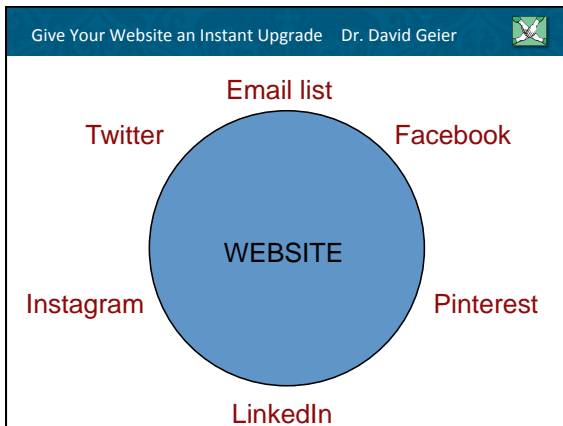 Give Your Website an Instant Upgrade Dr. David Geier
Email list
Twitter Facebook
WEBSITE
Instagram Pinterest
LinkedIn